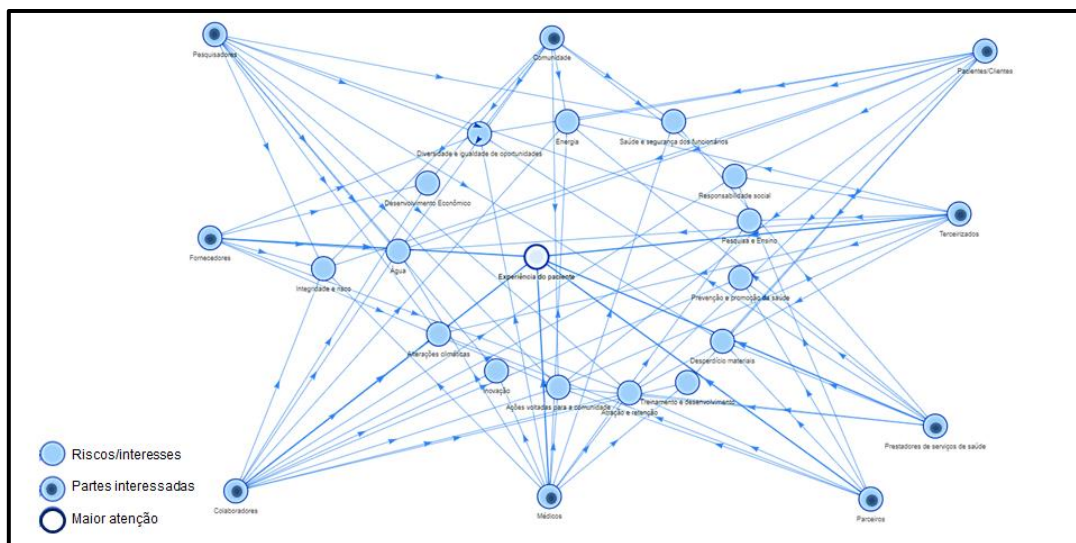 Pesquisadores
Comunidade
Pacientes/Clientes
Diversidade e igualdade de oportunidades
Energia
Saúde e segurança dos funcionários
Desenvolvimento Econômico
Responsabilidade social
Fornecedores
Pesquisa e Ensino
Terceirizados
Integridade e risco
Água
Experiência do paciente
Prevenção e promoção da saúde
Alterações climáticas
Desperdício materiais
Inovação
Ações voltadas para a comunidade
Atração e retenção
Treinamento e desenvolvimento
Prestadores de serviços de saúde
Riscos/interesses
Partes interessadas
Maior atenção
Colaboradores
Médicos
Parceiros